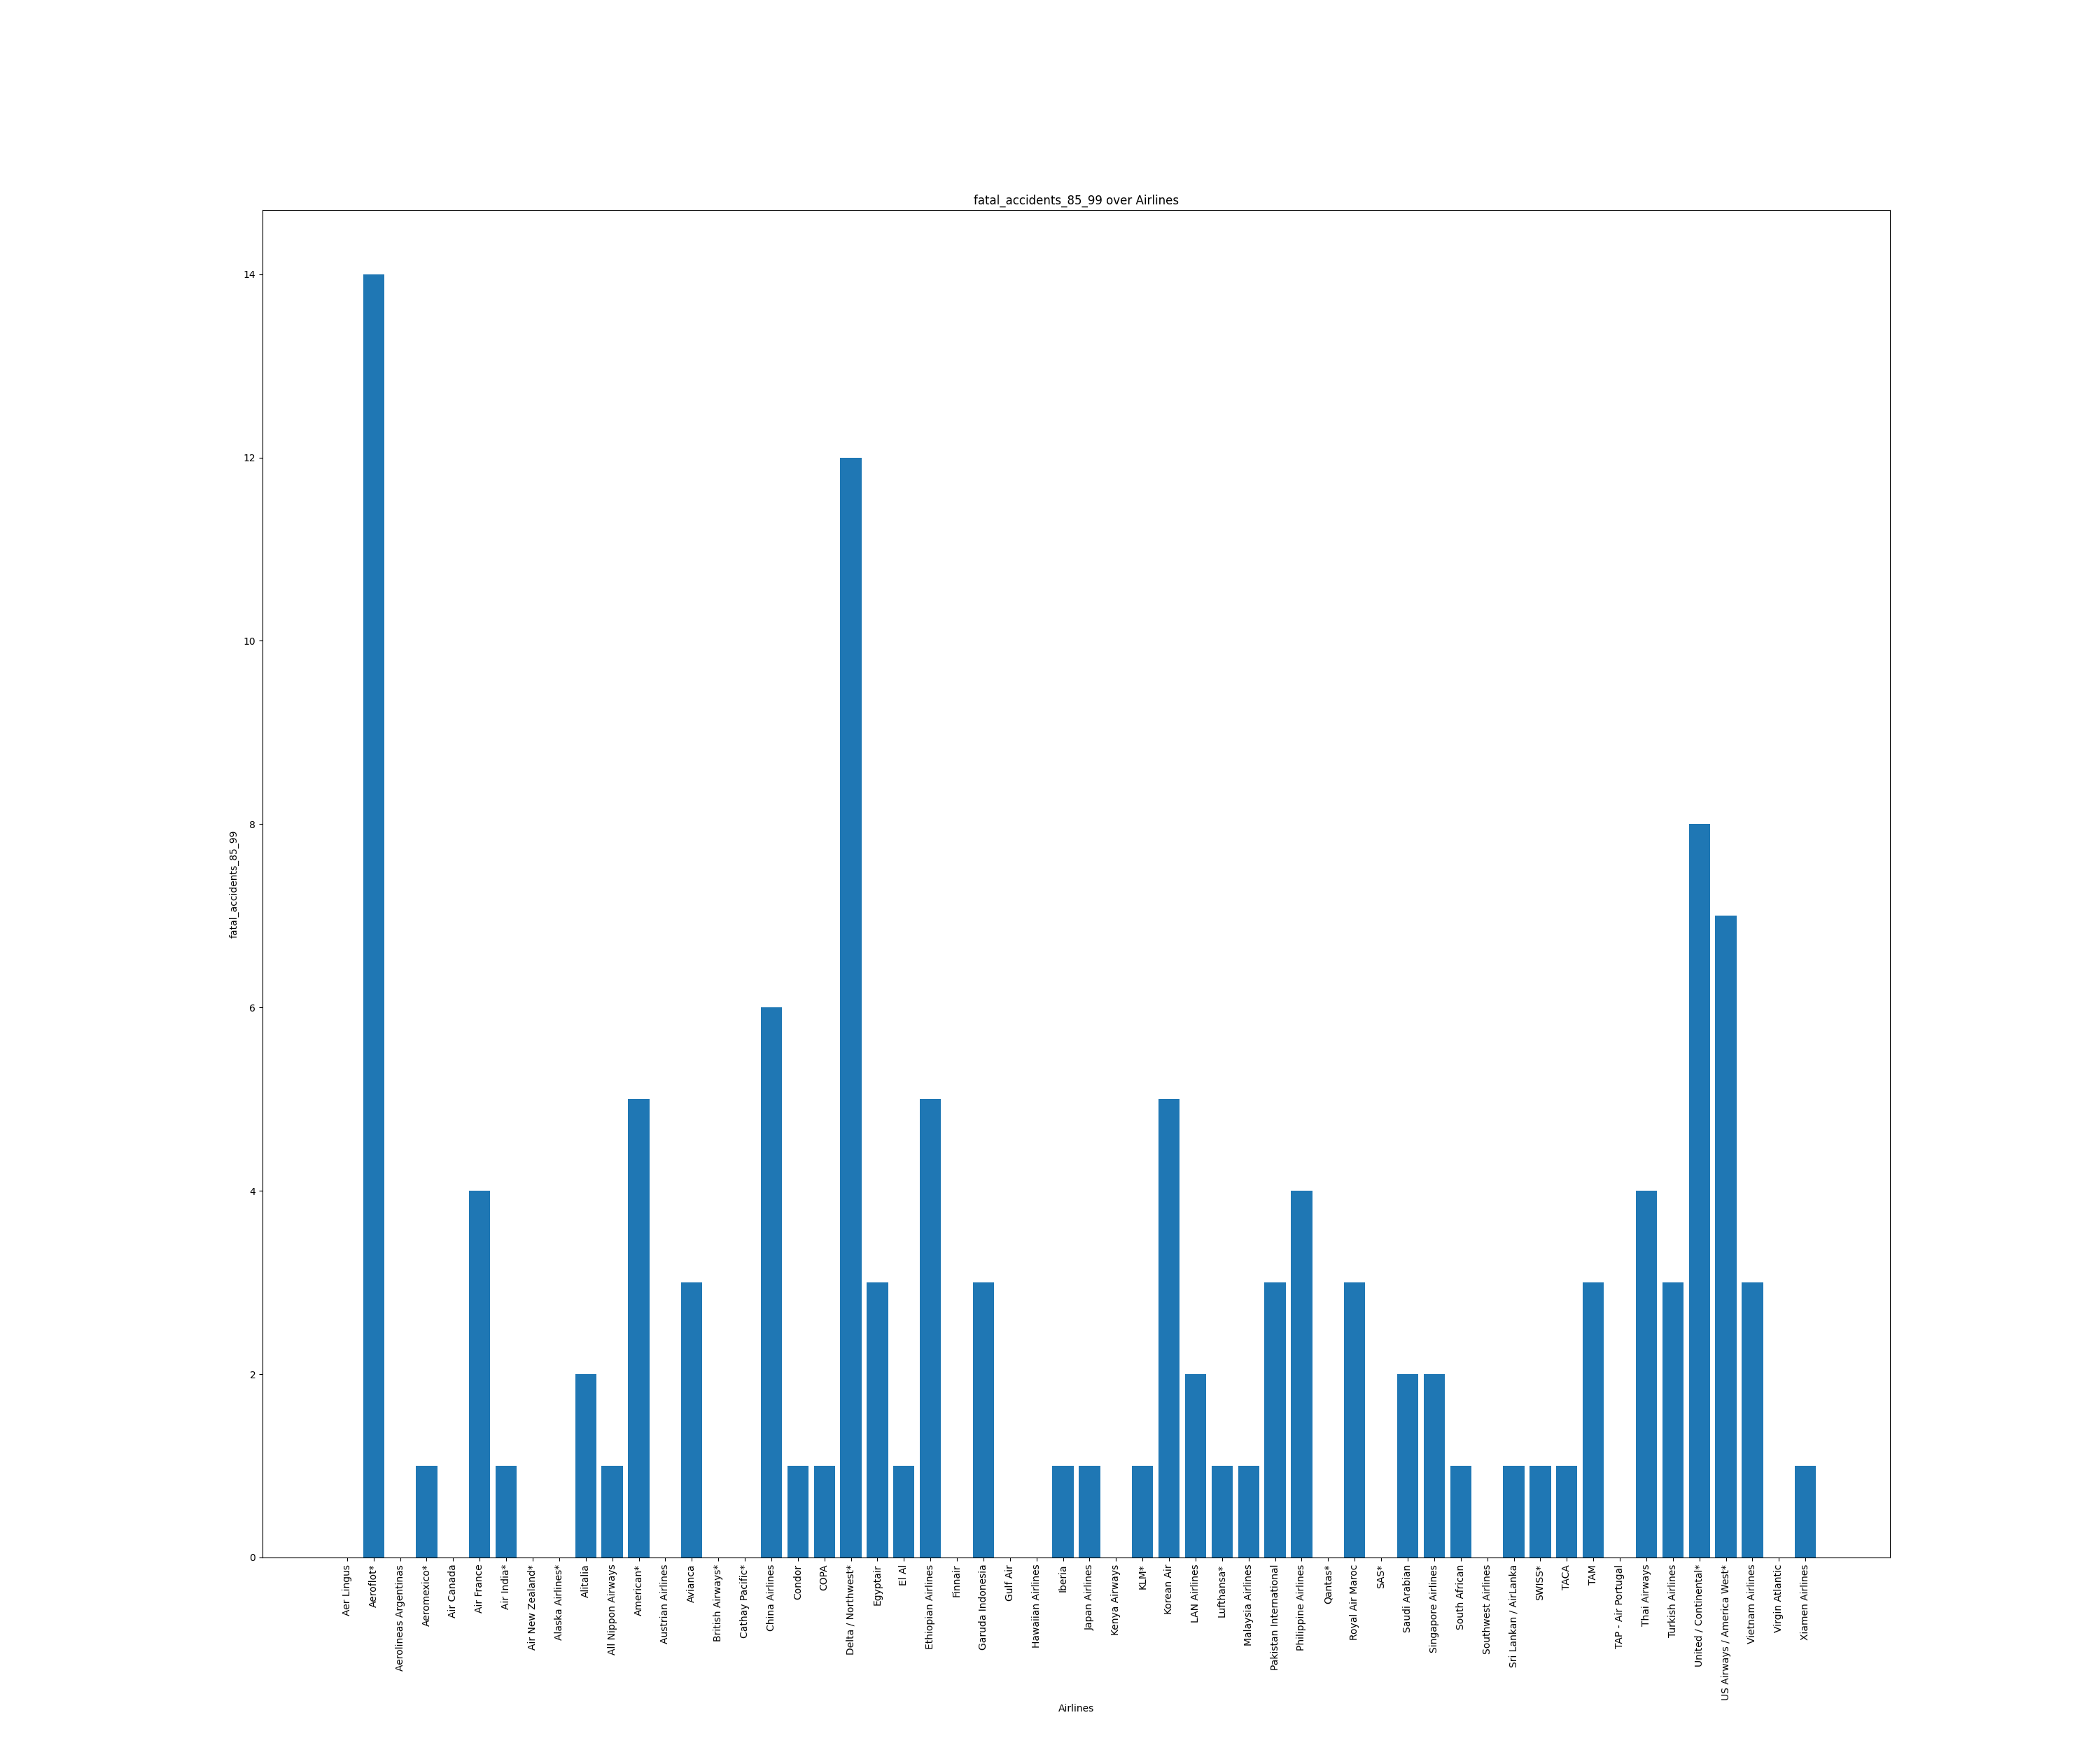 fatal_accidents_85_99 over Airlines
fatal_accidents_85_99
14
12
10
8
6
4
2
0
Aer Lingus
Aeroflot*
Aerolineas Argentinas
Aeromexico*
Air Canada
Air France
Air India*
Air New Zealand*
Alaska Airlines*
Alitalia
All Nippon Airways
American*
Austrian Airlines
Avianca
British Airways*
Cathay Pacific*
China Airlines
Condor
COPA
Delta / Northwest*
Egyptair
El Al
Ethiopian Airlines
Finnair
Garuda Indonesia
Gulf Air
Hawaiian Airlines
Iberia
Japan Airlines
Kenya Airways
KLM*
Korean Air
LAN Airlines
Lufthansa*
Malaysia Airlines
Pakistan International
Philippine Airlines
Qantas*
Royal Air Maroc
SAS*
Saudi Arabian
Singapore Airlines
South African
Southwest Airlines
Sri Lankan / AirLanka
SWISS*
TACA
TAM
TAP - Air Portugal
Thai Airways
Turkish Airlines
United / Continental*
US Airways / America West*
Vietnam Airlines
Virgin Atlantic
Xiamen Airlines
Airlines